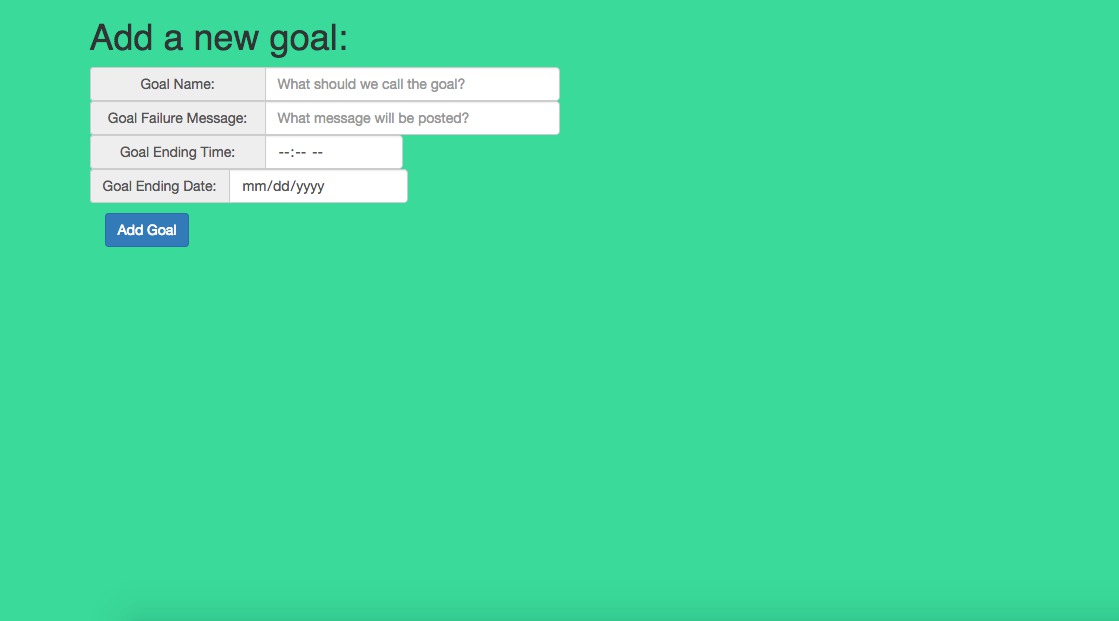 Add a new goal:
Goal Name: What should we call the goal?
Goal Failure Message: What message will be posted?
Goal Ending Time: --:-- --
Goal Ending Date: mm/dd/yyyy
Add Goal